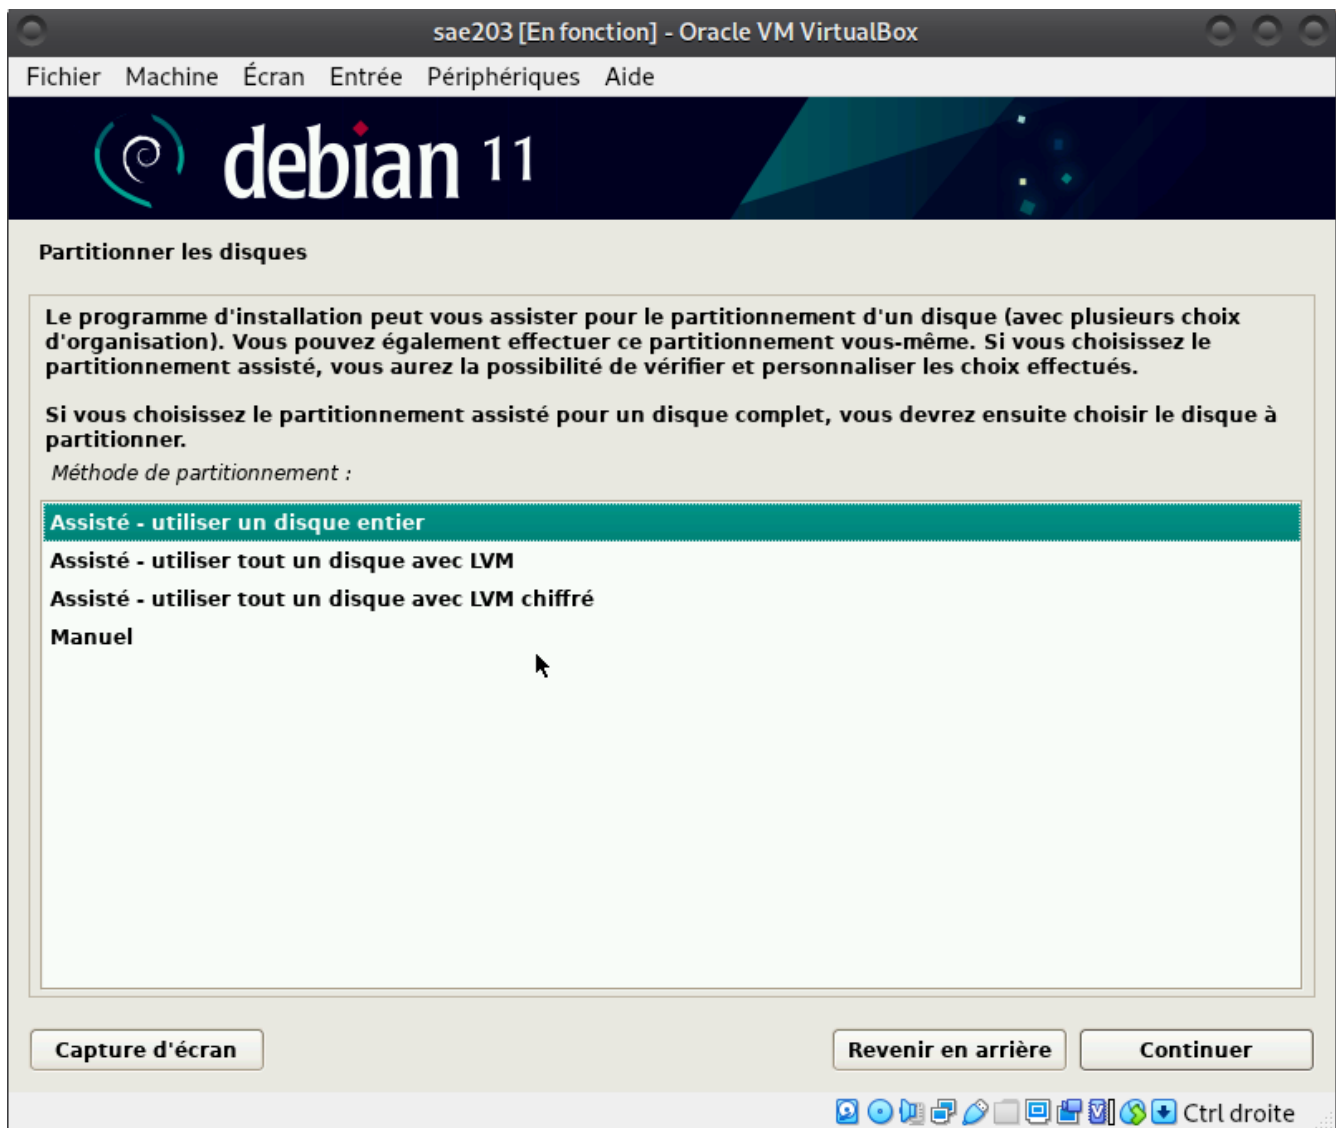 sae203 [En fonction] - Oracle VM VirtualBox
Fichier Machine Écran Entrée Périphériques Aide
debian 11
Partitionner les disques
Le programme d'installation peut vous assister pour le partitionnement d'un disque (avec plusieurs choix
d'organisation). Vous pouvez également effectuer ce partitionnement vous-même. Si vous choisissez le
partitionnement assisté, vous aurez la possibilité de vérifier et personnaliser les choix effectués.
Si vous choisissez le partitionnement assisté pour un disque complet, vous devrez ensuite choisir le disque à
partitionner.
Méthode de partitionnement :
Assisté - utiliser un disque entier
Assisté - utiliser tout un disque avec LVM
Assisté - utiliser tout un disque avec LVM chiffré
Manuel
Capture d'écran Revenir en arrière Continuer
Ctrl droite